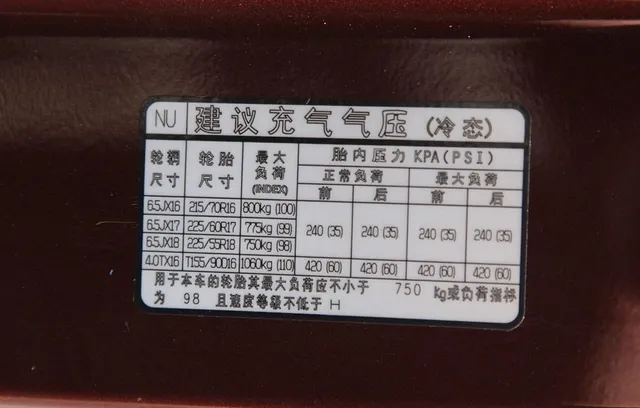 NU 建议充气气压 (冷态)
轮辋尺寸 轮胎尺寸 最大负荷(INDEX) 胎内压力 KPA(PSI)
正常负荷 最大负荷
前 后 前 后
6.5JX16 215/70R16 800kg (100)
6.5JX17 225/60R17 775kg (99) 240 (35) 240 (35) 240 (35) 240 (35)
6.5JX18 225/55R18 750kg (98)
4.0TX16 T155/90D16 1060kg (110) 420 (60) 420 (60) 420 (60) 420 (60)
用于本车的轮胎其最大负荷应不小于 750 kg或负荷指标
为 98 且速度等级不低于 H